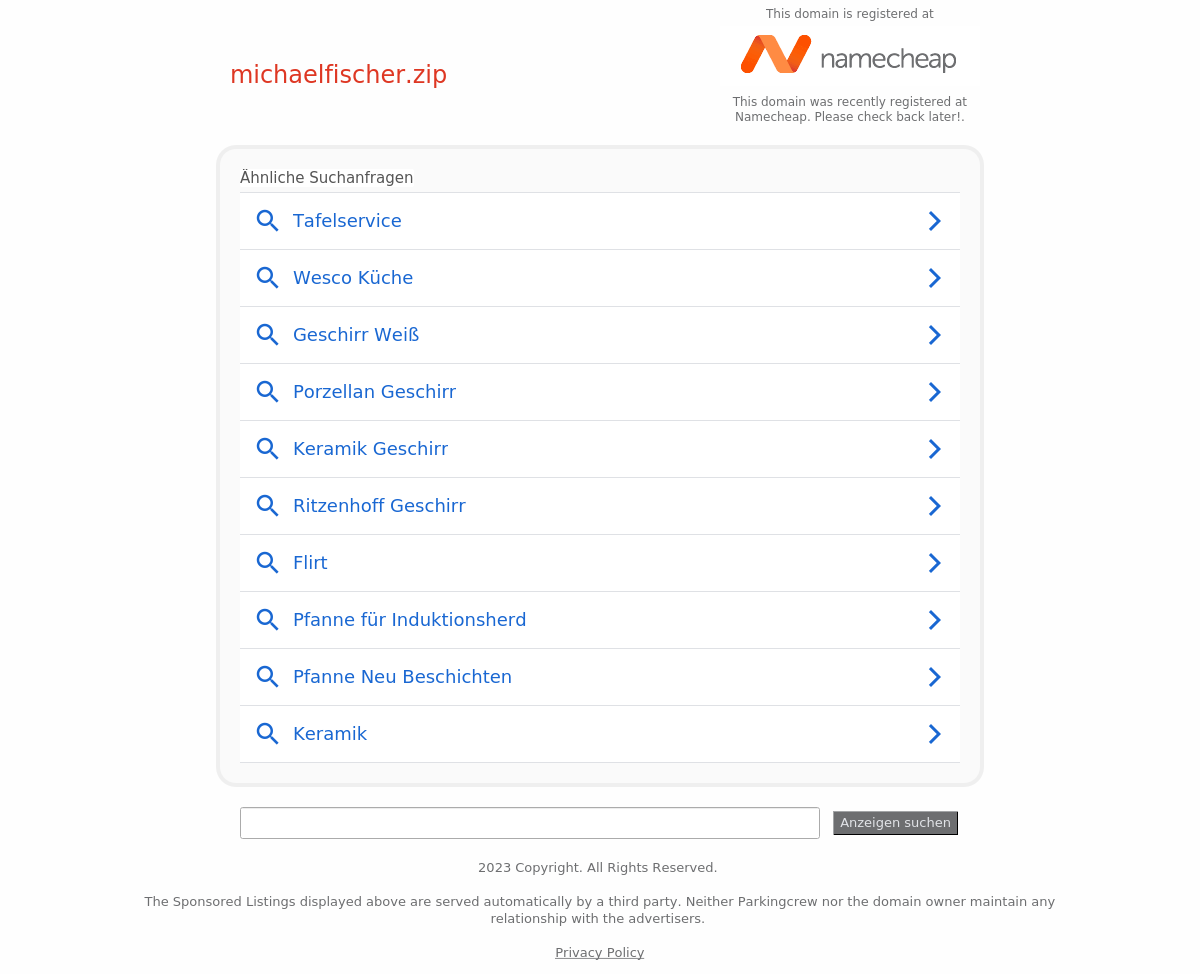 This domain is registered at
namecheap
michaelfischer.zip
This domain was recently registered at
Namecheap. Please check back later!.
Ähnliche Suchanfragen
Tafelservice
Wesco Küche
Geschirr Weiß
Porzellan Geschirr
Keramik Geschirr
Ritzenhoff Geschirr
Flirt
Pfanne für Induktionsherd
Pfanne Neu Beschichten
Keramik
Anzeigen suchen
2023 Copyright. All Rights Reserved.
The Sponsored Listings displayed above are served automatically by a third party. Neither Parkingcrew nor the domain owner maintain any
relationship with the advertisers.
Privacy Policy